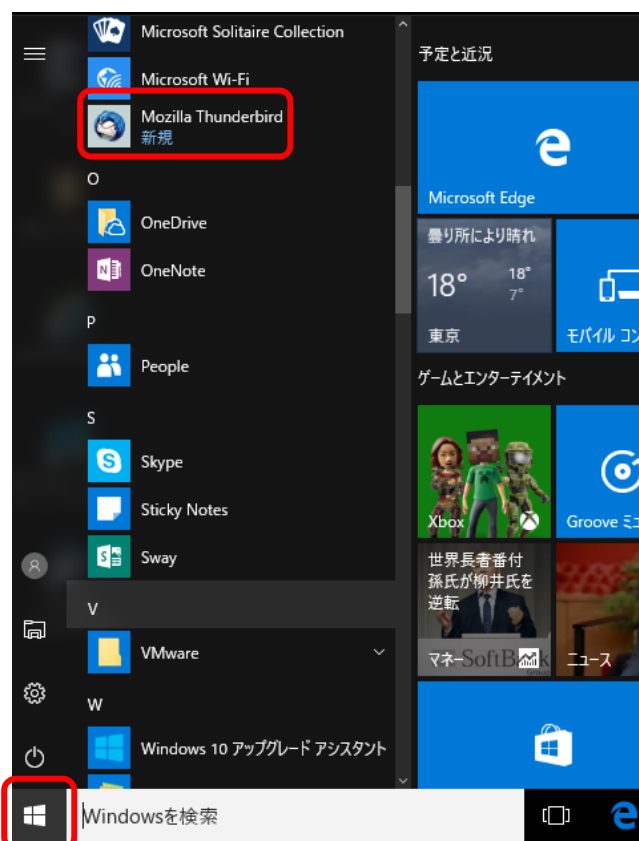 Microsoft Solitaire Collection
Microsoft Wi-Fi
Mozilla Thunderbird
新規
O
OneDrive
OneNote
P
People
S
Skype
Sticky Notes
Sway
V
VMware
W
Windows 10 アップグレード アシスタント
Windowsを検索
予定と近況
Microsoft Edge
曇り所により晴れ
18°
18°
7°
東京
モバイル コン
ゲームとエンターテイメント
Xbox
Groove ミ
世界長者番付
孫氏が柳井氏を
逆転
SoftBank
マネー
ニュース